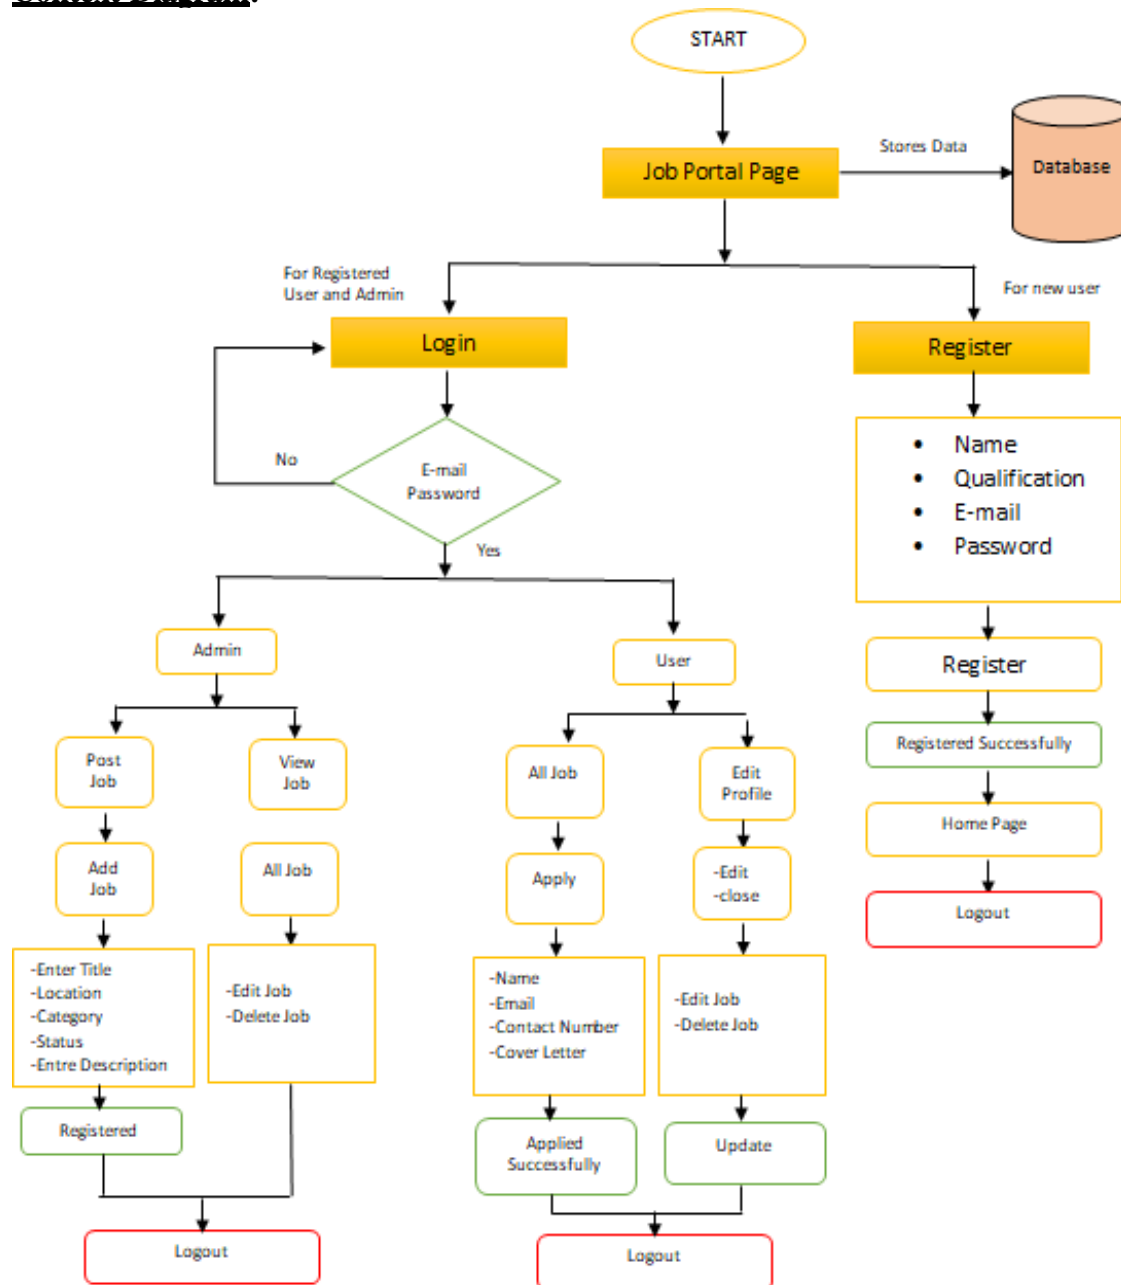 START
Stores Data
Database
Job Portal Page
For Registered
User and Admin
For new user
Login
Register
No
E-mail
Password
Yes
• Name
• Qualification
• E-mail
• Password
Admin
User
Register
Post
Job
View
Job
All Job
Edit
Profile
Registered Successfully
Home Page
Add
Job
All Job
Apply
-Edit
-close
Logout
-Enter Title
-Location
-Category
-Status
-Entre Description
-Edit Job
-Delete Job
-Name
-Email
-Contact Number
-Cover Letter
-Edit Job
-Delete Job
Registered
Applied
Successfully
Update
Logout
Logout